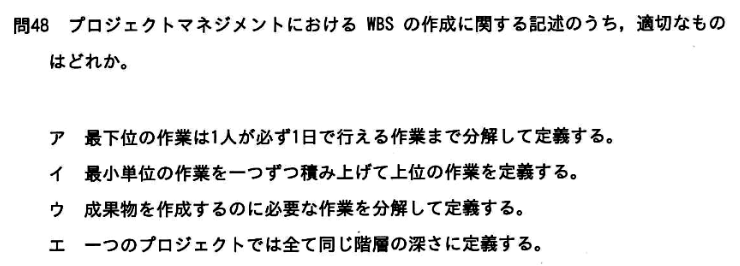 問48　プロジェクトマネジメントにおける WBS の作成に関する記述のうち，適切なもの
はどれか。
ア　最下位の作業は1人が必ず1日で行える作業まで分解して定義する。
イ　最小単位の作業を一つずつ積み上げて上位の作業を定義する。
ウ　成果物を作成するのに必要な作業を分解して定義する。
エ　一つのプロジェクトでは全て同じ階層の深さに定義する。